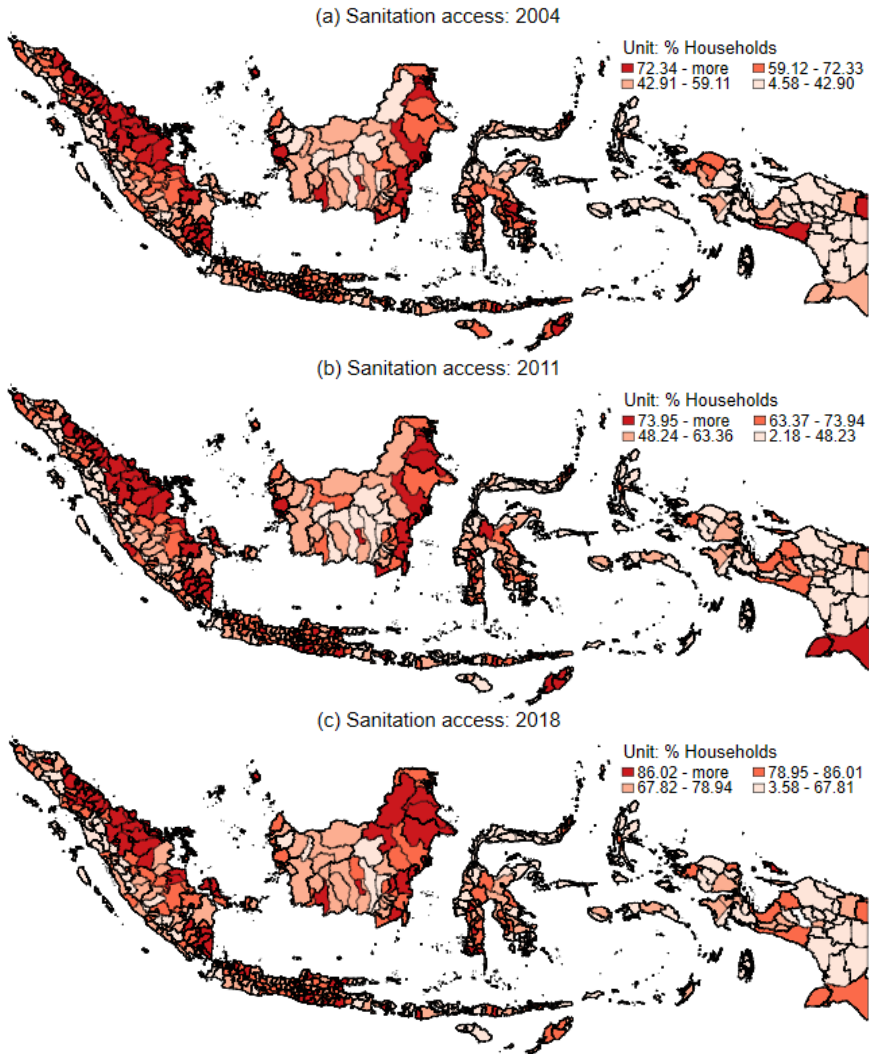 (a) Sanitation access: 2004
Unit: % Households
72.34 - more 59.12 - 72.33
42.91 - 59.11 4.58 - 42.90
(b) Sanitation access: 2011
Unit: % Households
73.95 - more 63.37 - 73.94
48.24 - 63.36 2.18 - 48.23
(c) Sanitation access: 2018
Unit: % Households
86.02 - more 78.95 - 86.01
67.82 - 78.94 3.58 - 67.81